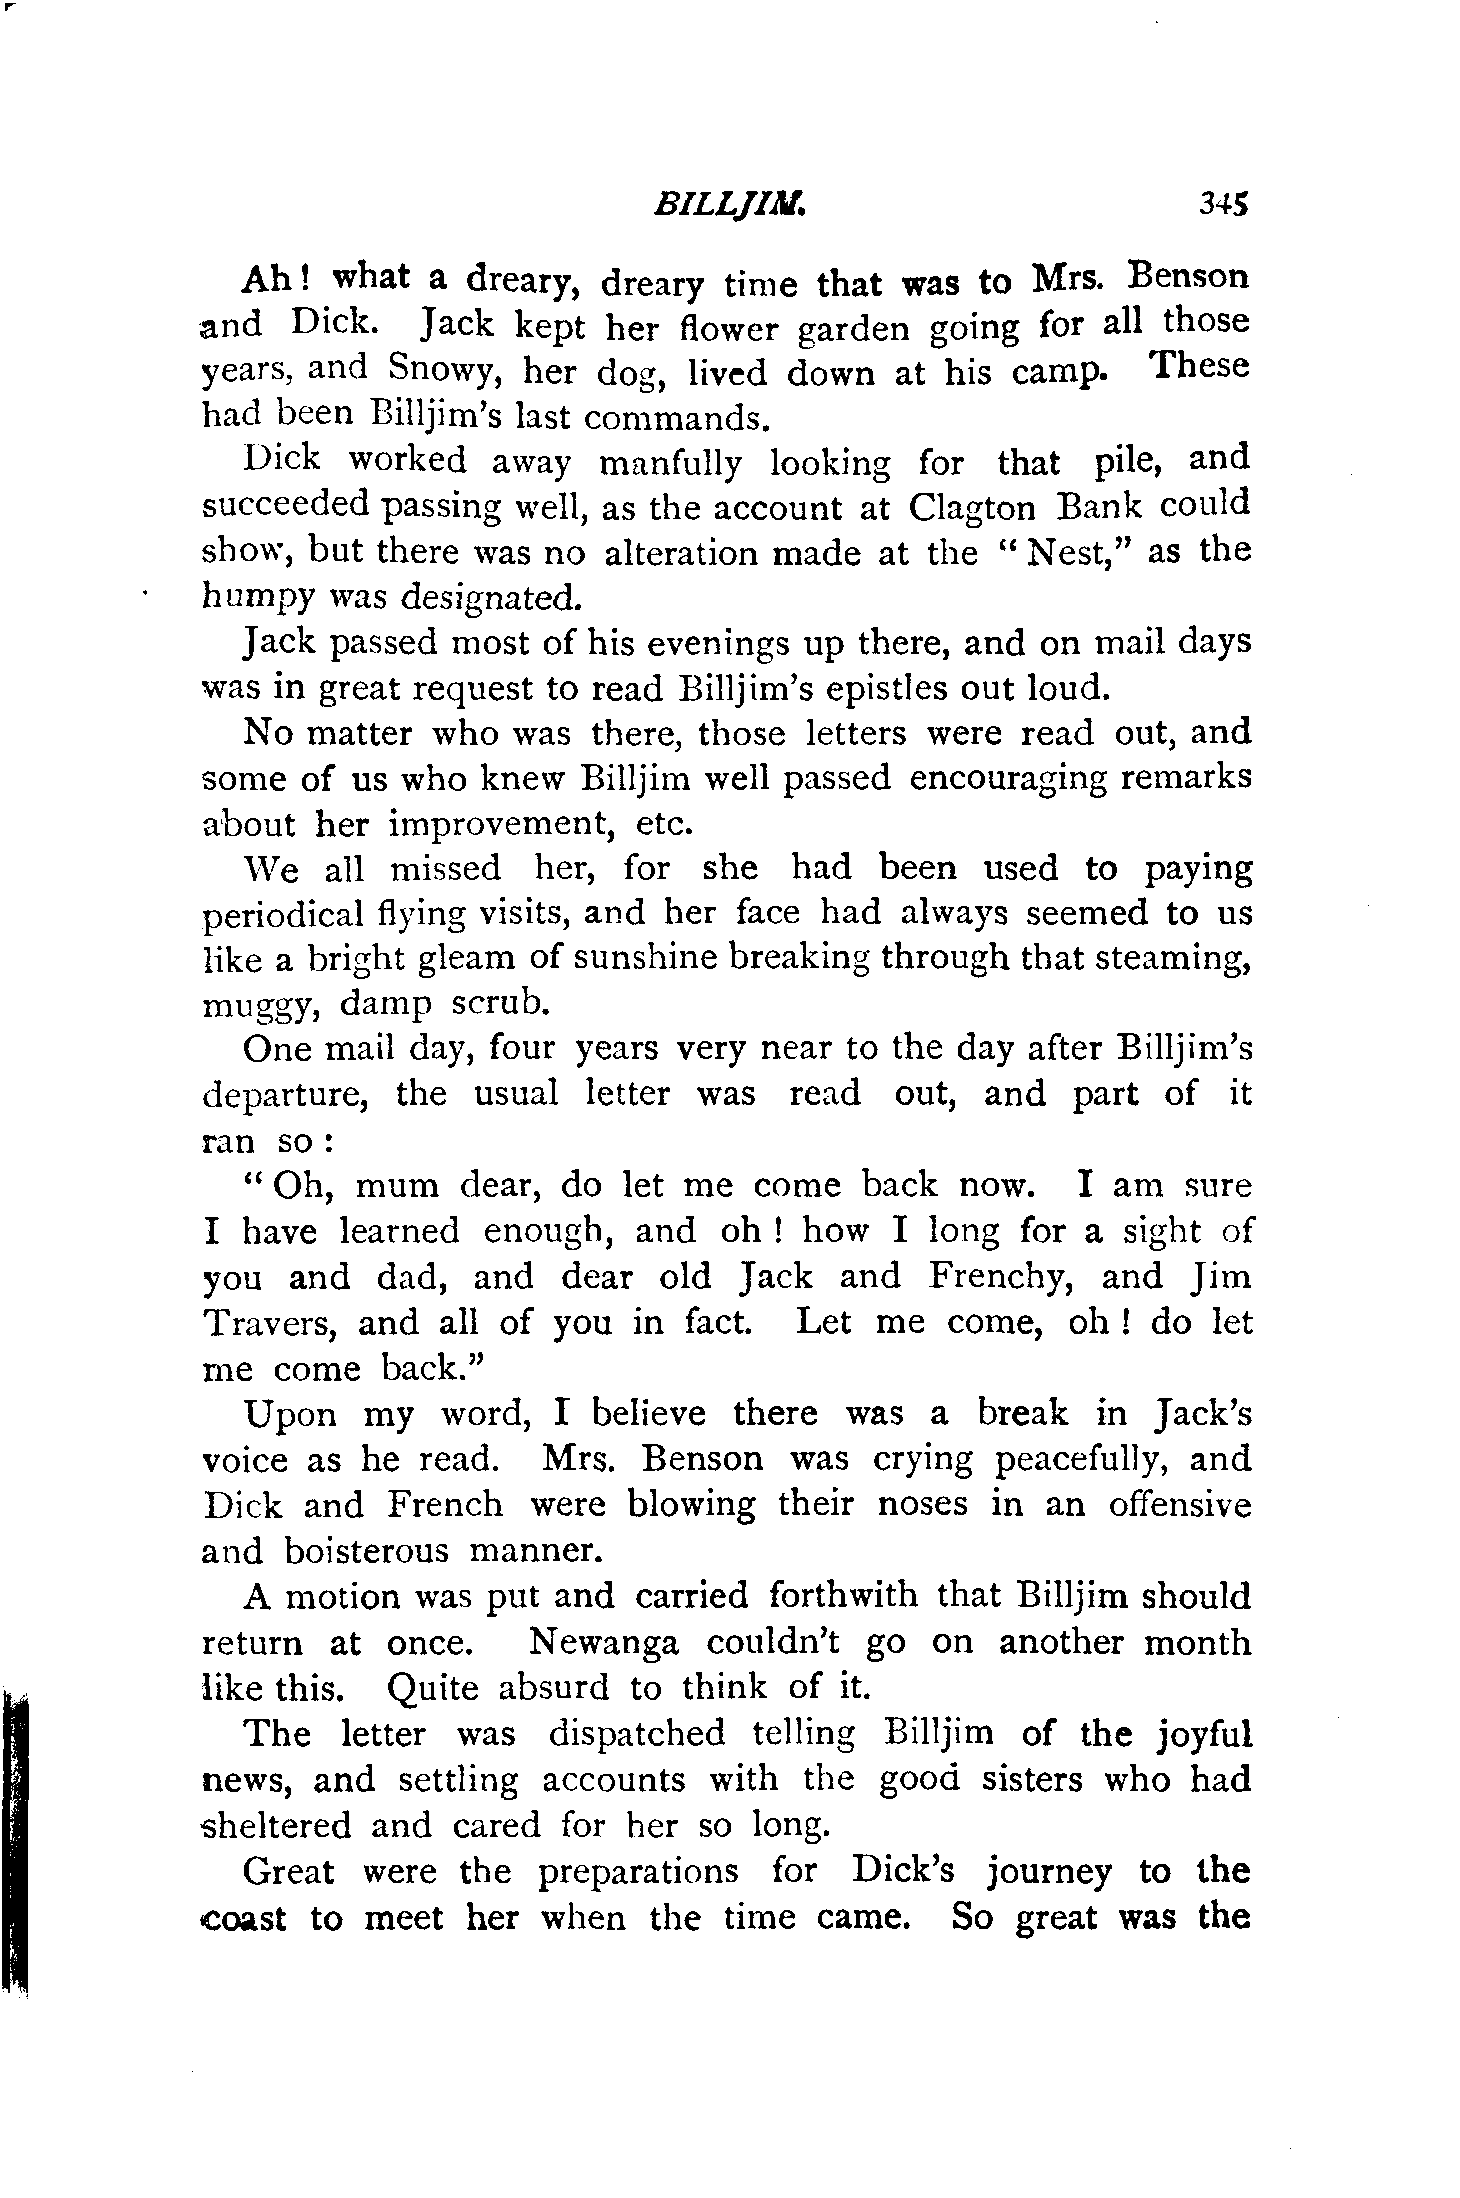 BILLJIM. 345
Ah! what a dreary, dreary time that was to Mrs. Benson
and Dick. Jack kept her flower garden going for all those
years, and Snowy, her dog, lived down at his camp. These
had been Billjim's last commands.
Dick worked away manfully looking for that pile, and
succeeded passing well, as the account at Clagton Bank could
show, but there was no alteration made at the "Nest," as the
humpy was designated.
Jack passed most of his evenings up there, and on mail days
was in great request to read Billjim's epistles out loud.
No matter who was there, those letters were read out, and
some of us who knew Billjim well passed encouraging remarks
about her improvement, etc.
We all missed her, for she had been used to paying
periodical flying visits, and her face had always seemed to us
like a bright gleam of sunshine breaking through that steaming,
muggy, damp scrub.
One mail day, four years very near to the day after Billjim's
departure, the usual letter was read out, and part of it
ran so:
"Oh, mum dear, do let me come back now. I am sure
I have learned enough, and oh! how I long for a sight of
you and dad, and dear old Jack and Frenchy, and Jim
Travers, and all of you in fact. Let me come, oh! do let
me come back."
Upon my word, I believe there was a break in Jack's
voice as he read. Mrs. Benson was crying peacefully, and
Dick and French were blowing their noses in an offensive
and boisterous manner.
A motion was put and carried forthwith that Billjim should
return at once. Newanga couldn't go on another month
like this. Quite absurd to think of it.
The letter was dispatched telling Billjim of the joyful
news, and settling accounts with the good sisters who had
sheltered and cared for her so long.
Great were the preparations for Dick's journey to the
coast to meet her when the time came. So great was the